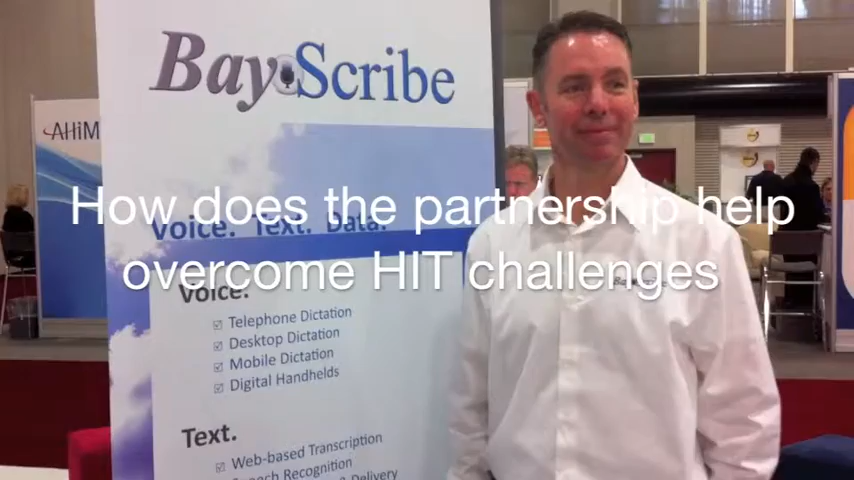 BayScribe
AHIM
How does the partnership help
Voice. Text. Data.
overcome HIT challenges
Voice.
Telephone Dictation
Desktop Dictation
Mobile Dictation
Digital Handhelds
Text.
Web-based Transcription
Speech Recognition
& Delivery